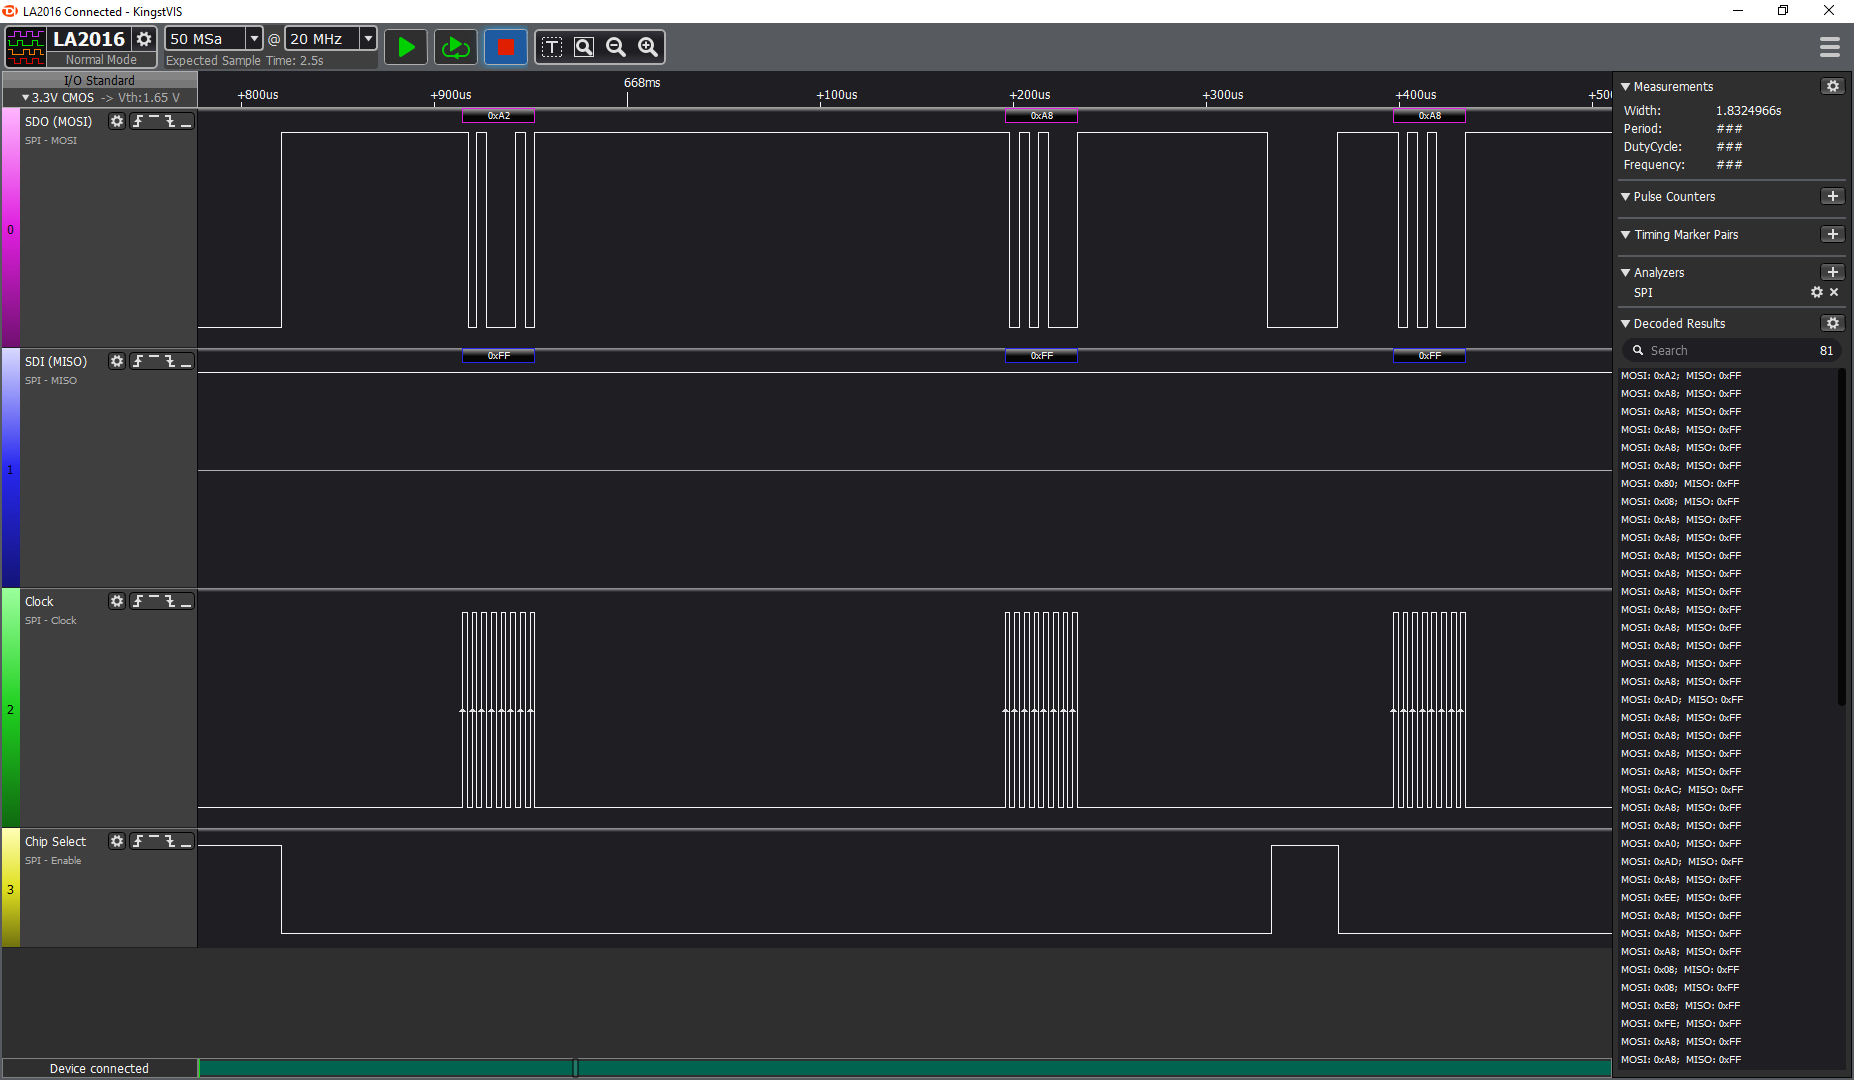 LA2016 Connected - KingstVIS
LA2016
Normal Mode
50 MSa @ 20 MHz
Expected Sample Time: 2.5s
T
I/O Standard
3.3V CMOS -> Vth:1.65 V
668ms
+800us +900us +100us +200us +300us +400us +500
SDO (MOSI)
SPI - MOSI
0
0xA2 0xA8 0xA8
SDI (MISO)
SPI - MISO
1
0xFF 0xFF 0xFF
Clock
SPI - Clock
2
Chip Select
SPI - Enable
3
Device connected
Measurements
Width: 1.8324966s
Period: ###
DutyCycle: ###
Frequency: ###
Pulse Counters
Timing Marker Pairs
Analyzers
SPI
Decoded Results
Search 81
MOSI: 0xA2; MISO: 0xFF
MOSI: 0xA8; MISO: 0xFF
MOSI: 0xA8; MISO: 0xFF
MOSI: 0xA8; MISO: 0xFF
MOSI: 0xA8; MISO: 0xFF
MOSI: 0xA8; MISO: 0xFF
MOSI: 0x80; MISO: 0xFF
MOSI: 0x08; MISO: 0xFF
MOSI: 0xA8; MISO: 0xFF
MOSI: 0xA8; MISO: 0xFF
MOSI: 0xA8; MISO: 0xFF
MOSI: 0xA8; MISO: 0xFF
MOSI: 0xA8; MISO: 0xFF
MOSI: 0xA8; MISO: 0xFF
MOSI: 0xA8; MISO: 0xFF
MOSI: 0xA8; MISO: 0xFF
MOSI: 0xA8; MISO: 0xFF
MOSI: 0xA8; MISO: 0xFF
MOSI: 0xAD; MISO: 0xFF
MOSI: 0xA8; MISO: 0xFF
MOSI: 0xA8; MISO: 0xFF
MOSI: 0xA8; MISO: 0xFF
MOSI: 0xA8; MISO: 0xFF
MOSI: 0xAC; MISO: 0xFF
MOSI: 0xA8; MISO: 0xFF
MOSI: 0xA8; MISO: 0xFF
MOSI: 0xA0; MISO: 0xFF
MOSI: 0xAD; MISO: 0xFF
MOSI: 0xA8; MISO: 0xFF
MOSI: 0xEE; MISO: 0xFF
MOSI: 0xA8; MISO: 0xFF
MOSI: 0xA8; MISO: 0xFF
MOSI: 0xA8; MISO: 0xFF
MOSI: 0x08; MISO: 0xFF
MOSI: 0x08; MISO: 0xFF
MOSI: 0xE8; MISO: 0xFF
MOSI: 0xFE; MISO: 0xFF
MOSI: 0xA8; MISO: 0xFF
MOSI: 0xA8; MISO: 0xFF